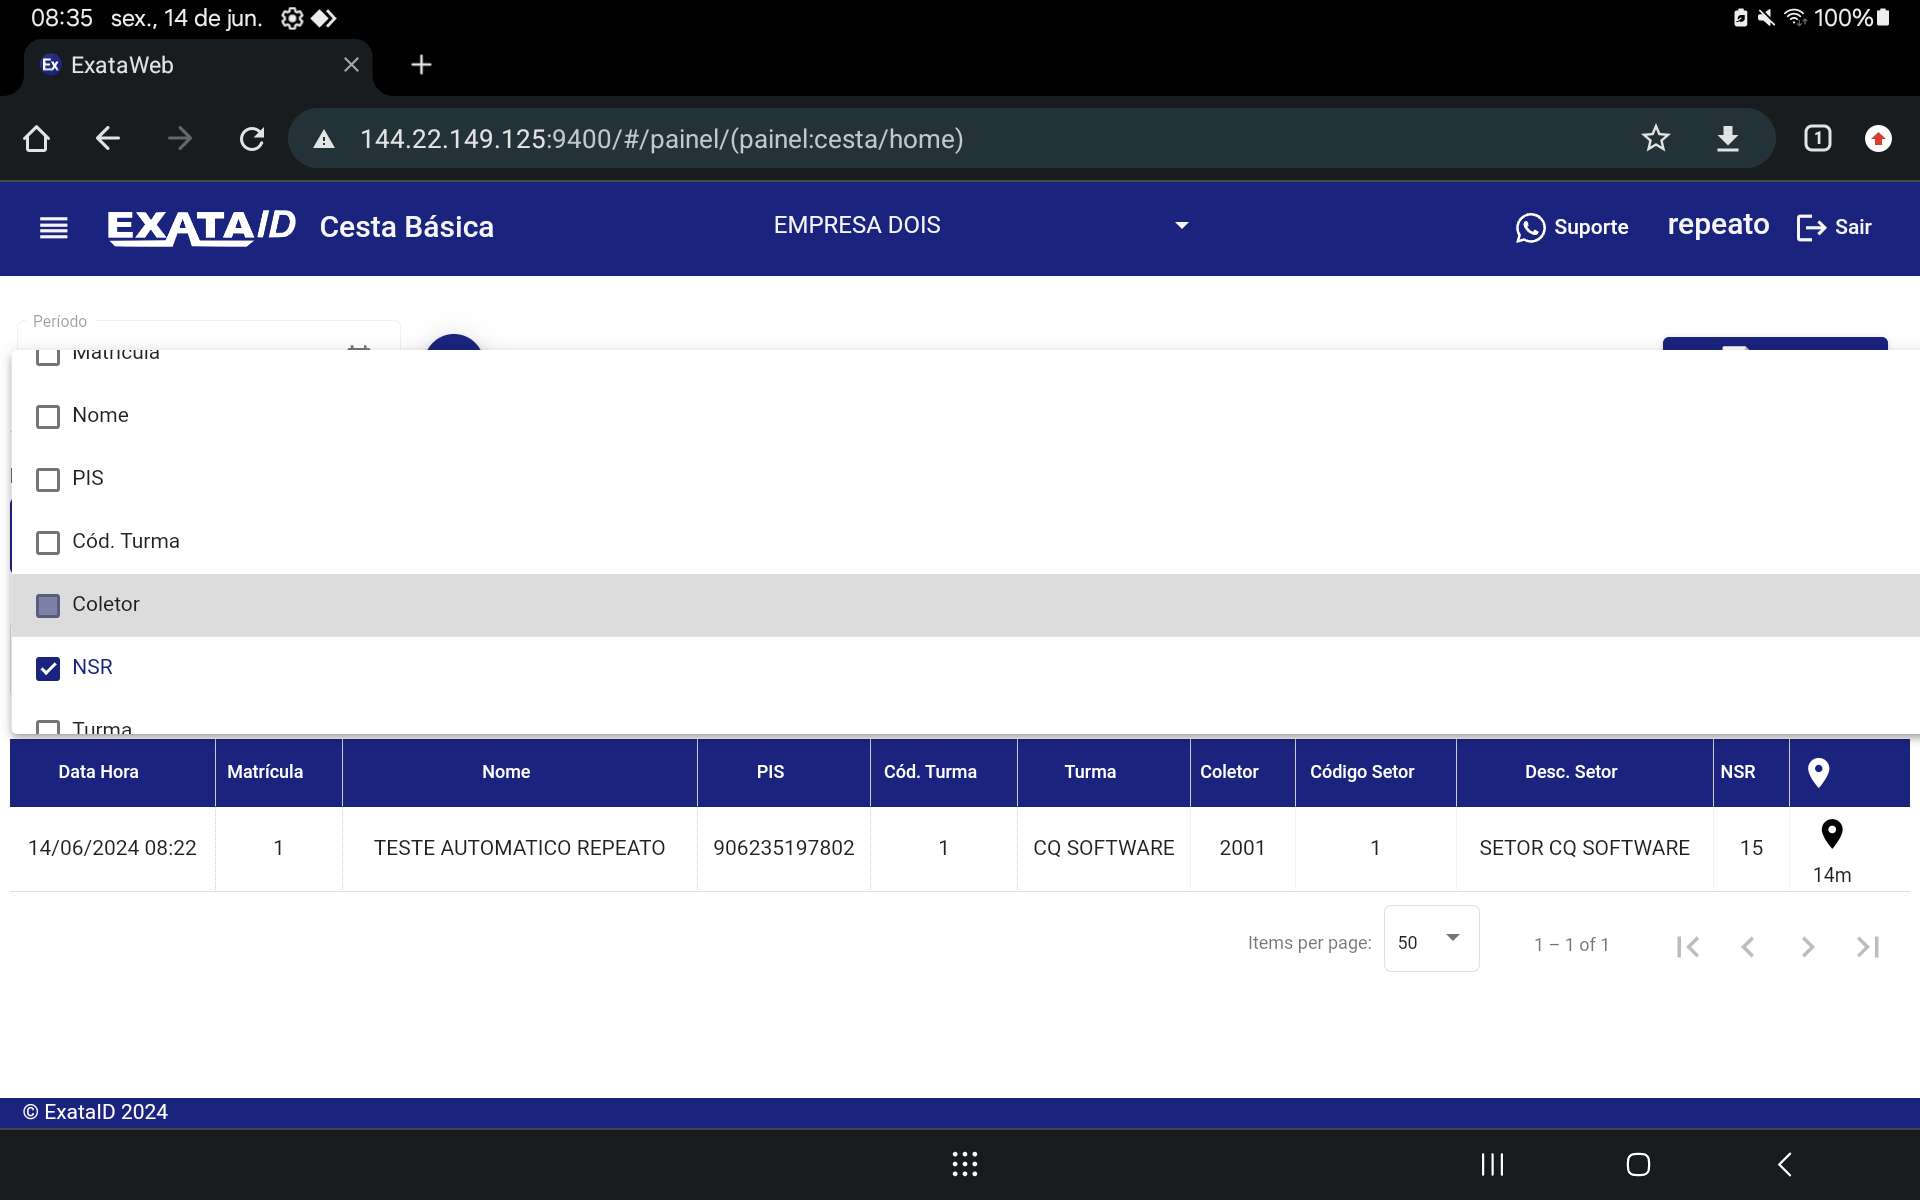 08:35 sex., 14 de jun. 100%
Ex ExataWeb
144.22.149.125:9400/#/painel/(painel:cesta/home) 1
EXATAID Cesta Básica EMPRESA DOIS Suporte repeato Sair
Período
Matrícula
Nome
PIS
Cód. Turma
Coletor
NSR
Turma
Data Hora Matrícula Nome PIS Cód. Turma Turma Coletor Código Setor Desc. Setor NSR
14/06/2024 08:22 1 TESTE AUTOMATICO REPEATO 906235197802 1 CQ SOFTWARE 2001 1 SETOR CQ SOFTWARE 15 14m
Items per page: 50 1 – 1 of 1
© ExataID 2024